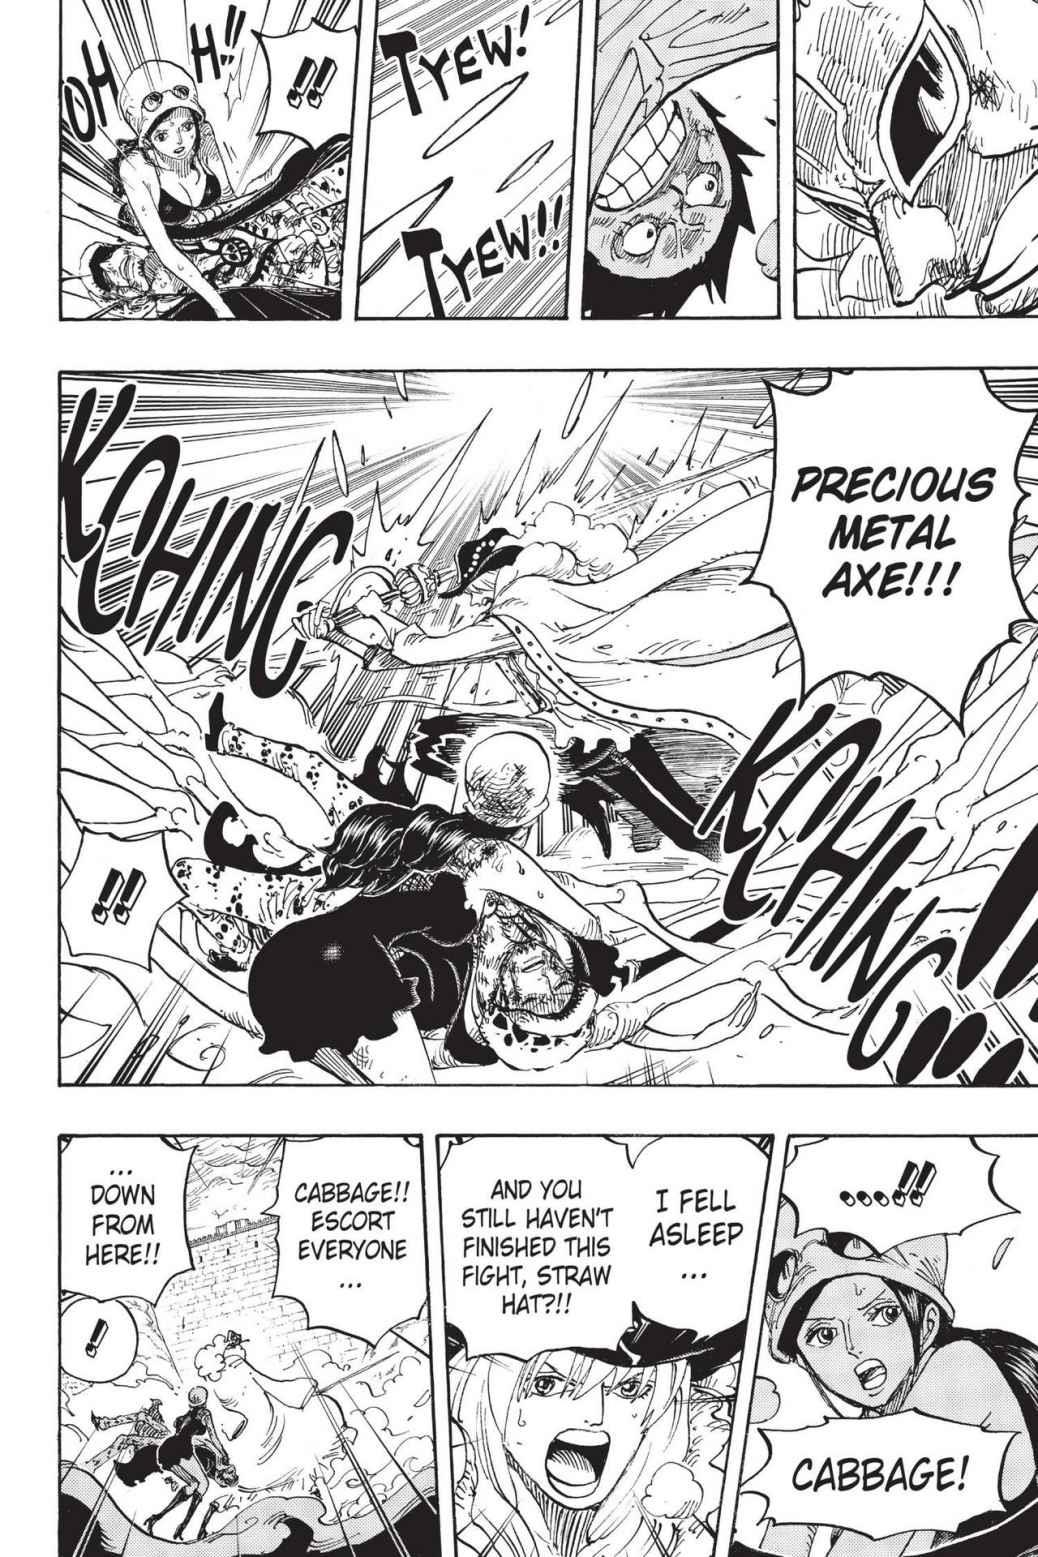 TYEW!
TYEW!!
!!
OH
H!!
PRECIOUS
METAL
AXE!!!
KCHING
KCHING...!!!
!!
...!!
CABBAGE!
I FELL
ASLEEP
...
AND YOU
STILL HAVEN'T
FINISHED THIS
FIGHT, STRAW
HAT?!!
CABBAGE!!
ESCORT
EVERYONE
...
...
DOWN
FROM
HERE!!
!!